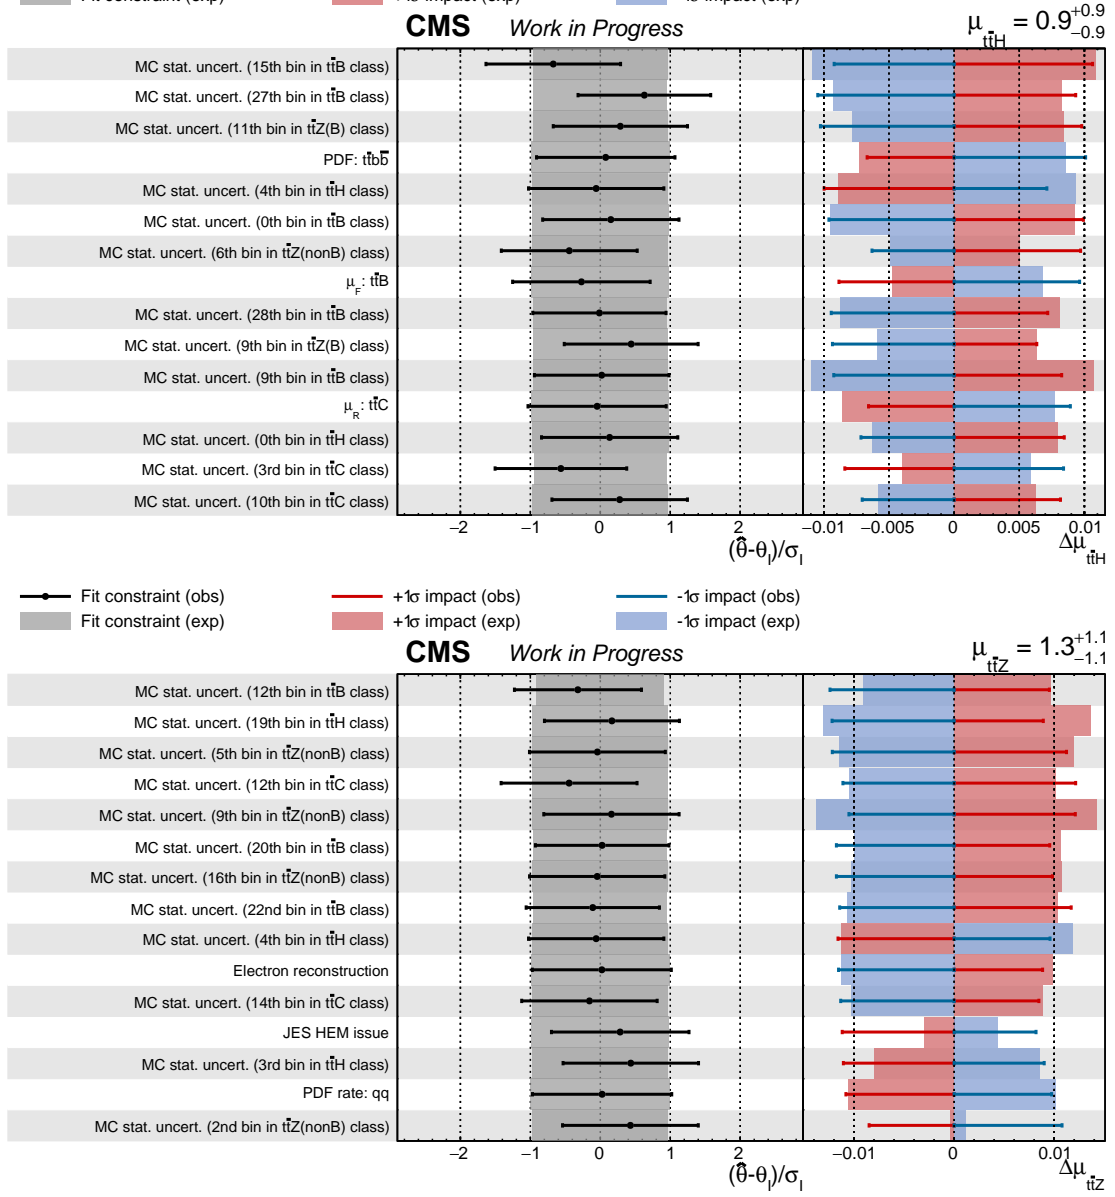 Fit constraint (exp) +1σ impact (exp) -1σ impact (exp)
CMS Work in Progress μ_tt̄H = 0.9 +0.9 −0.9
MC stat. uncert. (15th bin in tt̄B class)
MC stat. uncert. (27th bin in tt̄B class)
MC stat. uncert. (11th bin in tt̄Z(B) class)
PDF: tt̄bb̄
MC stat. uncert. (4th bin in tt̄H class)
MC stat. uncert. (0th bin in tt̄B class)
MC stat. uncert. (6th bin in tt̄Z(nonB) class)
μ_F: tt̄B
MC stat. uncert. (28th bin in tt̄B class)
MC stat. uncert. (9th bin in tt̄Z(B) class)
MC stat. uncert. (9th bin in tt̄B class)
μ_R: tt̄C
MC stat. uncert. (0th bin in tt̄H class)
MC stat. uncert. (3rd bin in tt̄C class)
MC stat. uncert. (10th bin in tt̄C class)
−2 −1 0 1 2 −0.01 −0.005 0 0.005 0.01
(θ̂-θ_I)/σ_I Δμ_tt̄H
Fit constraint (obs) +1σ impact (obs) -1σ impact (obs)
Fit constraint (exp) +1σ impact (exp) -1σ impact (exp)
CMS Work in Progress μ_tt̄Z = 1.3 +1.1 −1.1
MC stat. uncert. (12th bin in tt̄B class)
MC stat. uncert. (19th bin in tt̄H class)
MC stat. uncert. (5th bin in tt̄Z(nonB) class)
MC stat. uncert. (12th bin in tt̄C class)
MC stat. uncert. (9th bin in tt̄Z(nonB) class)
MC stat. uncert. (20th bin in tt̄B class)
MC stat. uncert. (16th bin in tt̄Z(nonB) class)
MC stat. uncert. (22nd bin in tt̄B class)
MC stat. uncert. (4th bin in tt̄H class)
Electron reconstruction
MC stat. uncert. (14th bin in tt̄C class)
JES HEM issue
MC stat. uncert. (3rd bin in tt̄H class)
PDF rate: qq
MC stat. uncert. (2nd bin in tt̄Z(nonB) class)
−2 −1 0 1 2 −0.01 0 0.01
(θ̂-θ_I)/σ_I Δμ_tt̄Z